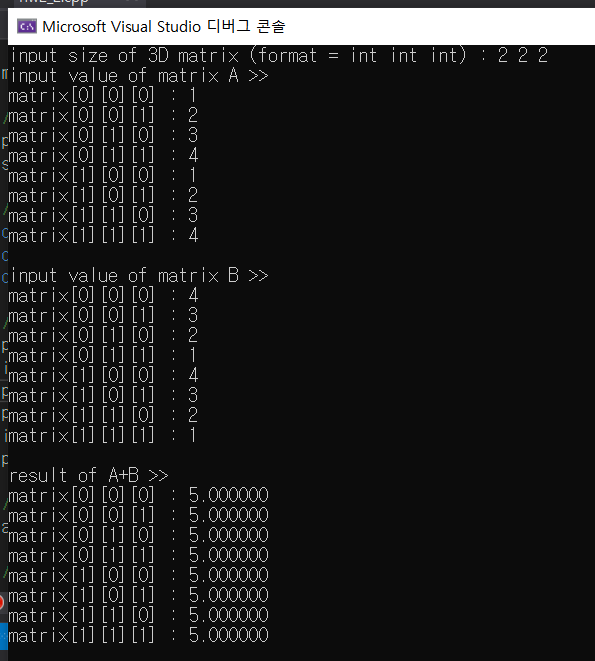 Microsoft Visual Studio 디버그 콘솔
input size of 3D matrix (format = int int int) : 2 2 2
input value of matrix A >>
matrix[0][0][0] : 1
matrix[0][0][1] : 2
matrix[0][1][0] : 3
matrix[0][1][1] : 4
matrix[1][0][0] : 1
matrix[1][0][1] : 2
matrix[1][1][0] : 3
matrix[1][1][1] : 4
input value of matrix B >>
matrix[0][0][0] : 4
matrix[0][0][1] : 3
matrix[0][1][0] : 2
matrix[0][1][1] : 1
matrix[1][0][0] : 4
matrix[1][0][1] : 3
matrix[1][1][0] : 2
matrix[1][1][1] : 1
result of A+B >>
matrix[0][0][0] : 5.000000
matrix[0][0][1] : 5.000000
matrix[0][1][0] : 5.000000
matrix[0][1][1] : 5.000000
matrix[1][0][0] : 5.000000
matrix[1][0][1] : 5.000000
matrix[1][1][0] : 5.000000
matrix[1][1][1] : 5.000000